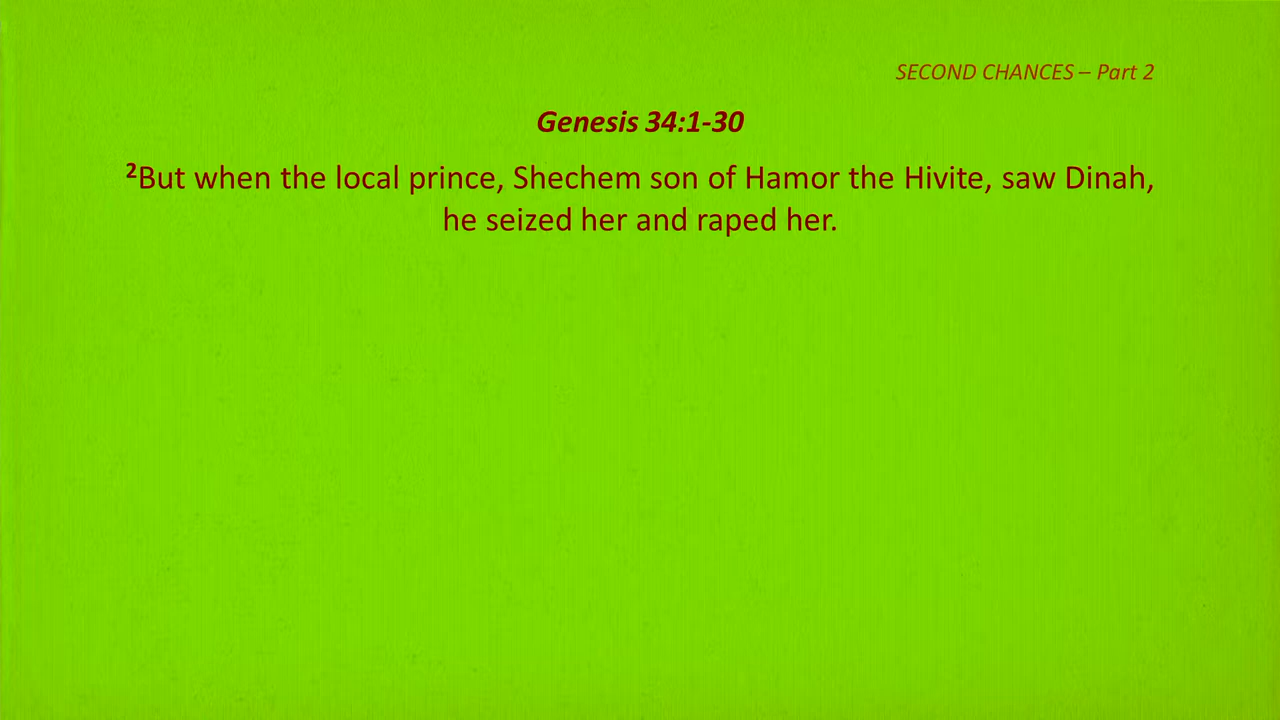 SECOND CHANCES – Part 2
Genesis 34:1-30
²But when the local prince, Shechem son of Hamor the Hivite, saw Dinah,
he seized her and raped her.